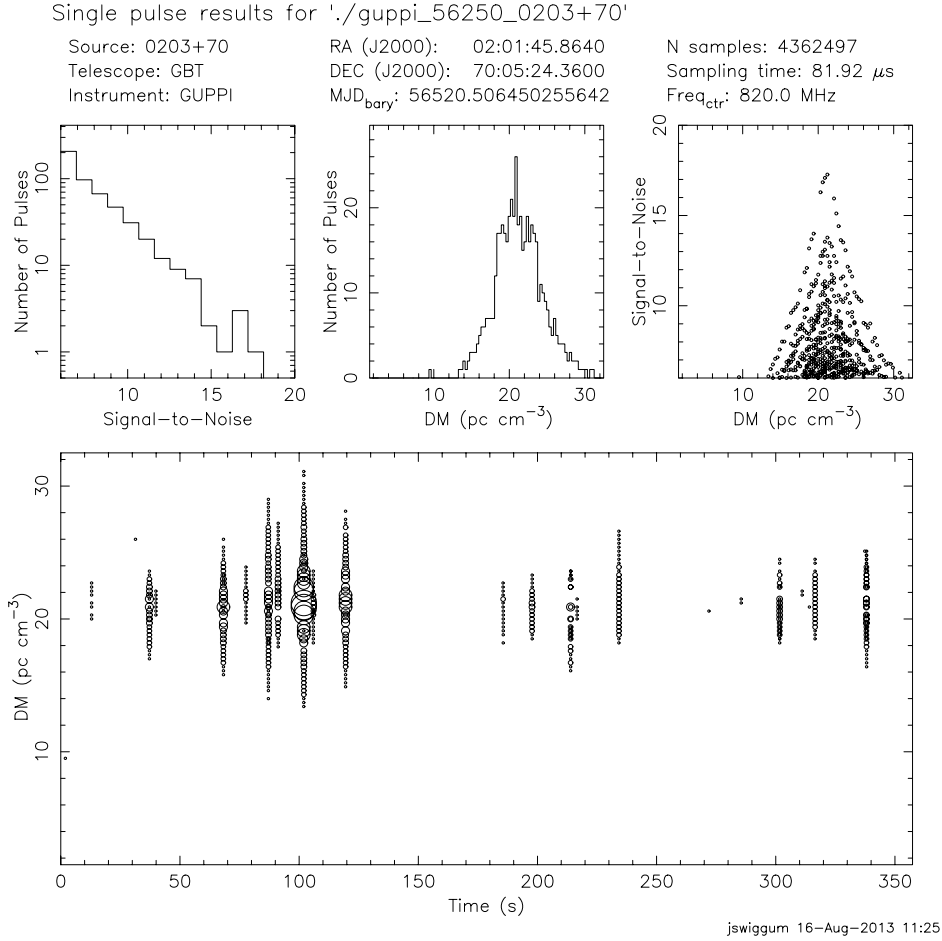 Single pulse results for './guppi_56250_0203+70'
Source: 0203+70
RA (J2000): 02:01:45.8640
N samples: 4362497
Telescope: GBT
DEC (J2000): 70:05:24.3600
Sampling time: 81.92 μs
Instrument: GUPPI
MJD_bary: 56520.506450255642
Freq_ctr: 820.0 MHz
Number of Pulses
1 10 100
10 15 20
Signal-to-Noise
Number of Pulses
0 10 20
10 20 30
DM (pc cm⁻³)
Signal-to-Noise
10 15 20
10 20 30
DM (pc cm⁻³)
DM (pc cm⁻³)
10 20 30
0 50 100 150 200 250 300 350
Time (s)
jswiggum 16-Aug-2013 11:25